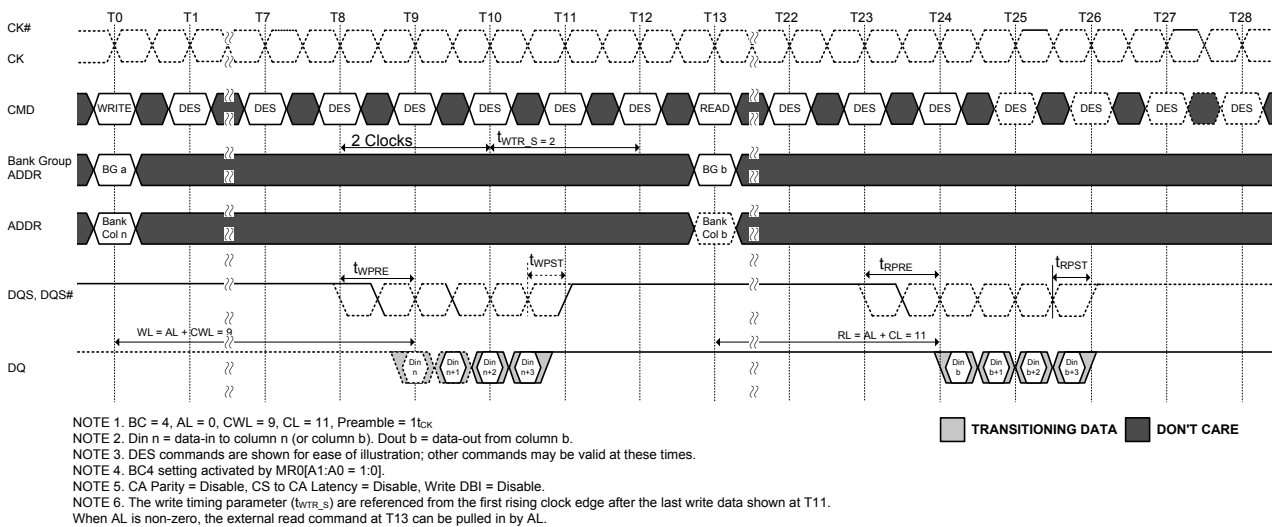 T0 T1 T7 T8 T9 T10 T11 T12 T13 T22 T23 T24 T25 T26 T27 T28
CK#
CK
CMD WRITE DES DES DES DES DES DES DES READ DES DES DES DES DES DES DES
2 Clocks tWTR_S = 2
Bank Group
ADDR
BG a BG b
ADDR
Bank
Col n
Bank
Col b
tWPRE tWPST tRPRE tRPST
DQS, DQS#
WL = AL + CWL = 9 RL = AL + CL = 11
DQ
Din
n
Din
n+1
Din
n+2
Din
n+3
Din
b
Din
b+1
Din
b+2
Din
b+3
NOTE 1. BC = 4, AL = 0, CWL = 9, CL = 11, Preamble = 1tCK
NOTE 2. Din n = data-in to column n (or column b). Dout b = data-out from column b.
NOTE 3. DES commands are shown for ease of illustration; other commands may be valid at these times.
NOTE 4. BC4 setting activated by MR0[A1:A0 = 1:0].
NOTE 5. CA Parity = Disable, CS to CA Latency = Disable, Write DBI = Disable.
NOTE 6. The write timing parameter (tWTR_S) are referenced from the first rising clock edge after the last write data shown at T11.
When AL is non-zero, the external read command at T13 can be pulled in by AL.
TRANSITIONING DATA DON'T CARE